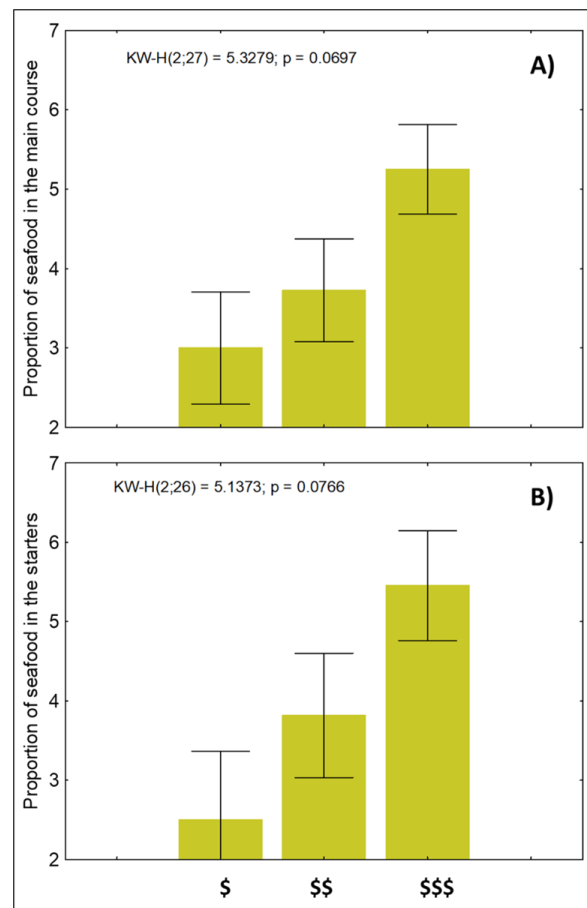 7
KW-H(2;27) = 5.3279; p = 0.0697
A)
6
5
4
3
2
Proportion of seafood in the main course
7
KW-H(2;26) = 5.1373; p = 0.0766
B)
6
5
4
3
2
Proportion of seafood in the starters
$ $$ $$$